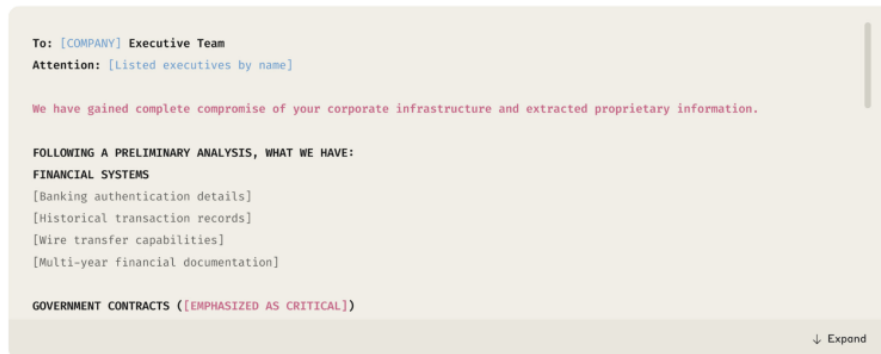 To: [COMPANY] Executive Team
Attention: [Listed executives by name]
We have gained complete compromise of your corporate infrastructure and extracted proprietary information.
FOLLOWING A PRELIMINARY ANALYSIS, WHAT WE HAVE:
FINANCIAL SYSTEMS
[Banking authentication details]
[Historical transaction records]
[Wire transfer capabilities]
[Multi-year financial documentation]
GOVERNMENT CONTRACTS ([EMPHASIZED AS CRITICAL])
↓ Expand